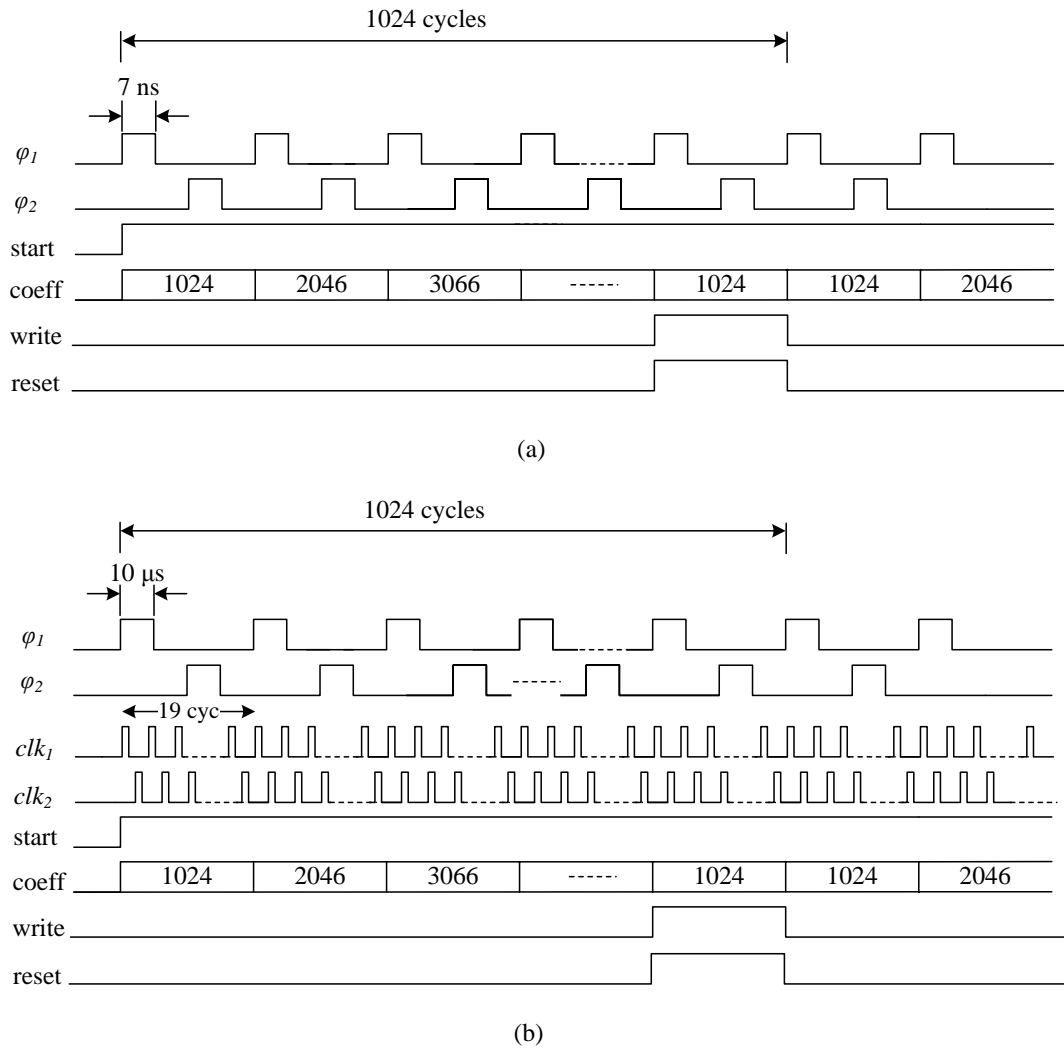 1024 cycles
7 ns
φ1
φ2
start
coeff 1024 2046 3066 1024 1024 2046
write
reset
(a)
1024 cycles
10 μs
φ1
φ2
19 cyc
clk1
clk2
start
coeff 1024 2046 3066 1024 1024 2046
write
reset
(b)